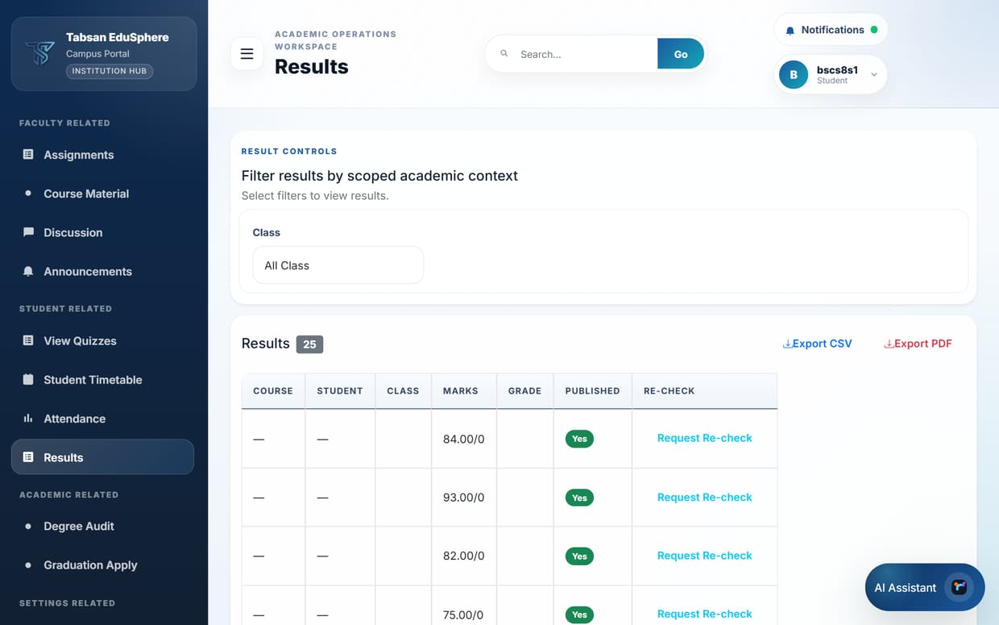 Tabsan EduSphere
Campus Portal
INSTITUTION HUB
FACULTY RELATED
Assignments
Course Material
Discussion
Announcements
STUDENT RELATED
View Quizzes
Student Timetable
Attendance
Results
ACADEMIC RELATED
Degree Audit
Graduation Apply
SETTINGS RELATED
ACADEMIC OPERATIONS
WORKSPACE
Results
Search...
Go
Notifications
B
bscs8s1
Student
RESULT CONTROLS
Filter results by scoped academic context
Select filters to view results.
Class
All Class
Results 25
Export CSV Export PDF
COURSE STUDENT CLASS MARKS GRADE PUBLISHED RE-CHECK
— — 84.00/0 Yes Request Re-check
— — 93.00/0 Yes Request Re-check
— — 82.00/0 Yes Request Re-check
— — 75.00/0 Yes Request Re-check
AI Assistant